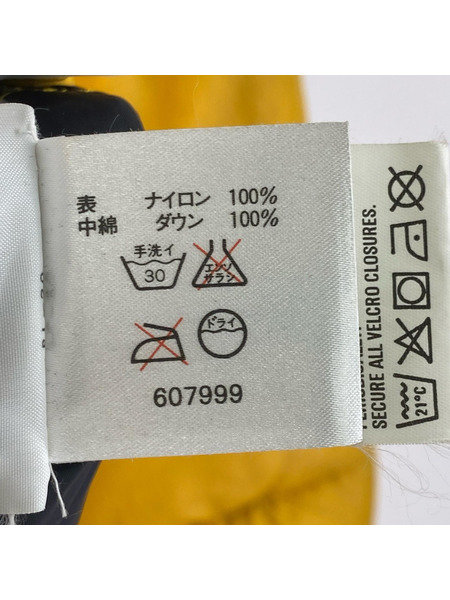 表 ナイロン 100%
中綿 ダウン 100%
手洗イ
30
エンソ
サラシ
ドライ
607999
SECURE ALL VELCRO CLOSURES.
21°C